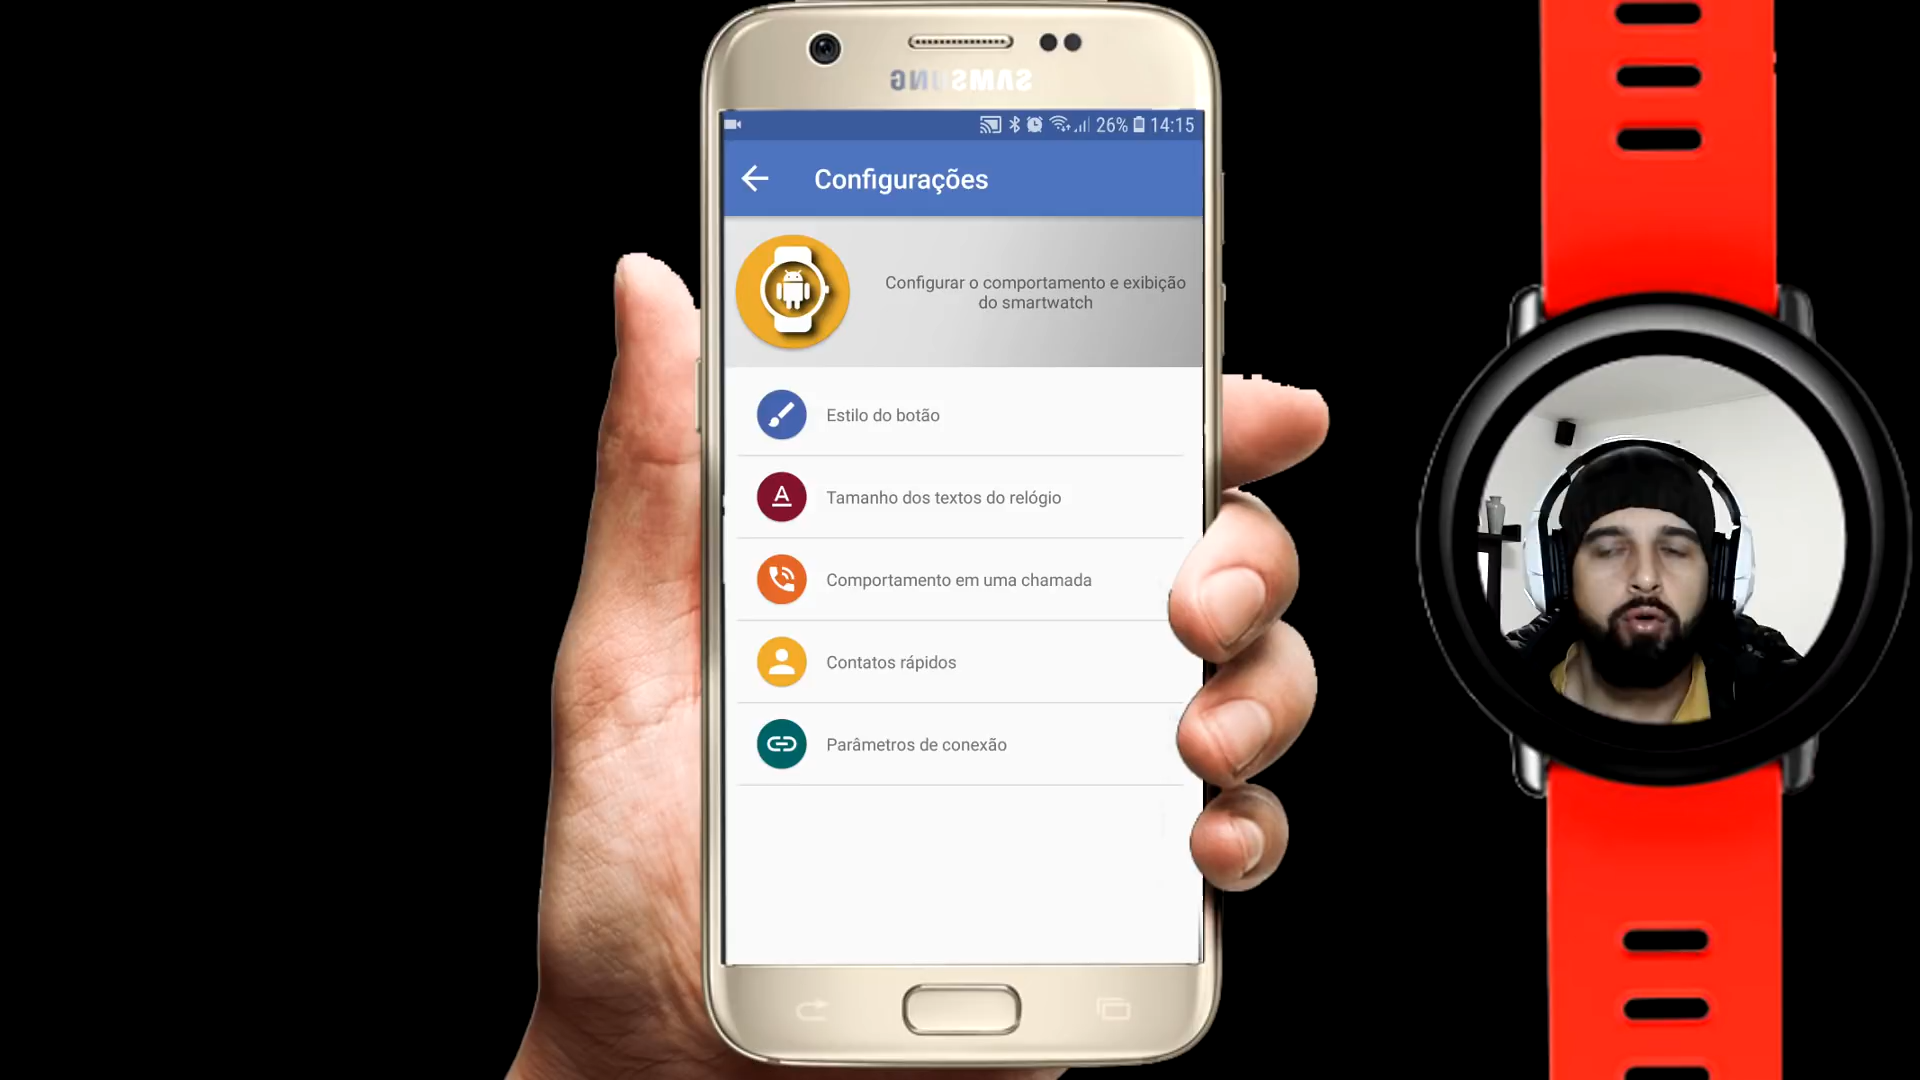 SAMSUNG
26% 14:15
Configurações
Configurar o comportamento e exibição
do smartwatch
Estilo do botão
A
Tamanho dos textos do relógio
Comportamento em uma chamada
Contatos rápidos
Parâmetros de conexão